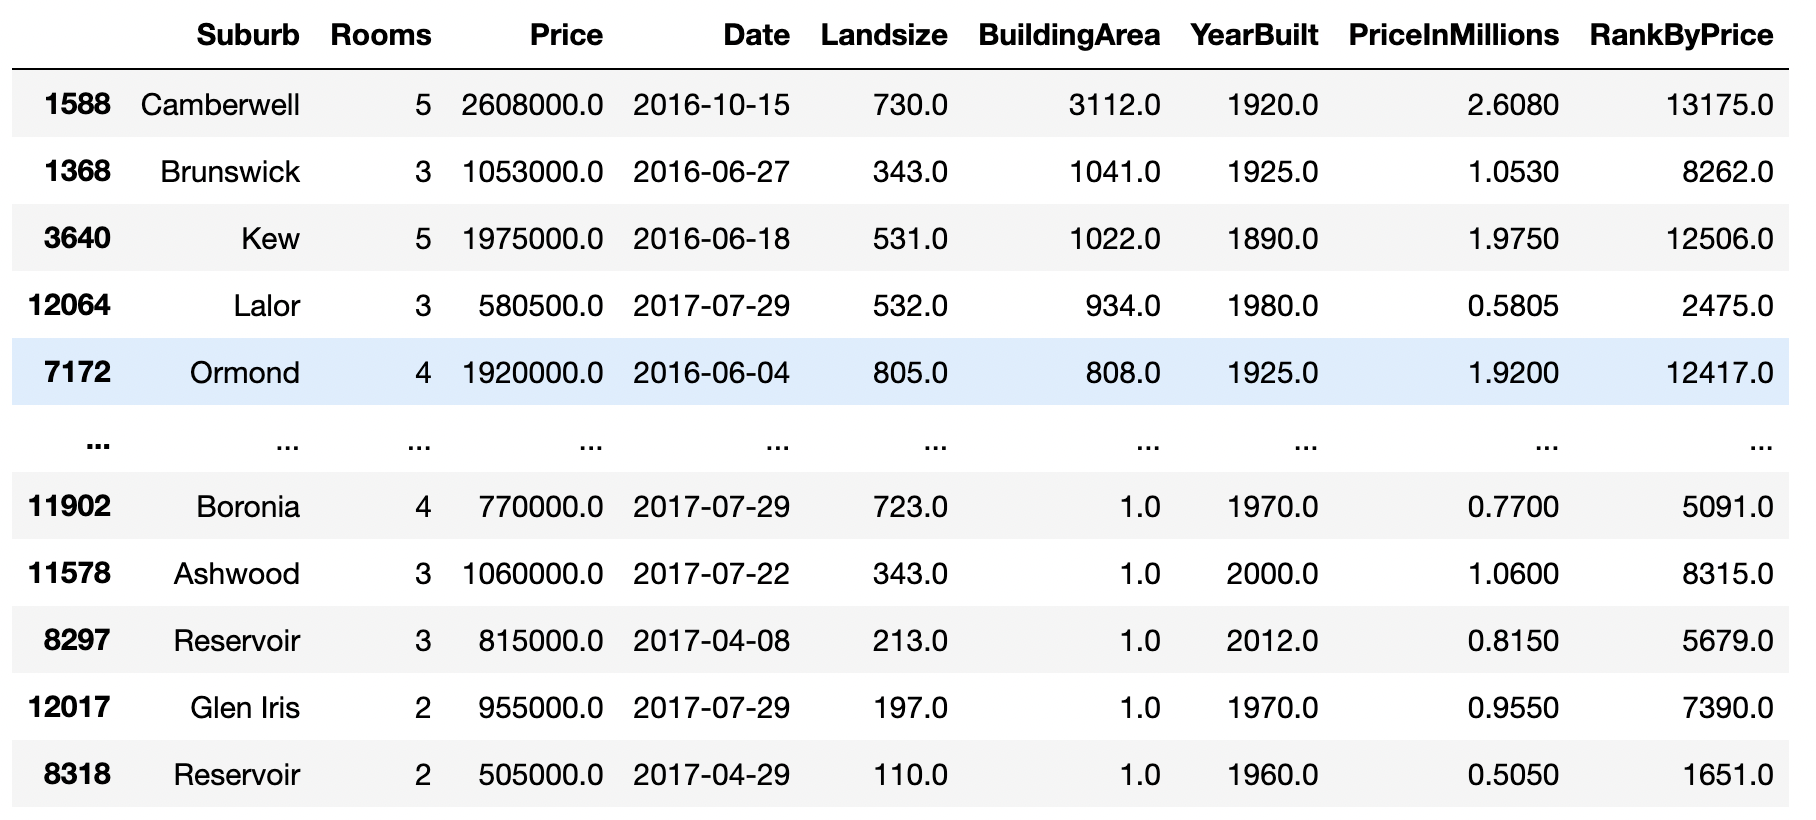 Suburb Rooms Price Date Landsize BuildingArea YearBuilt PriceInMillions RankByPrice
1588 Camberwell 5 2608000.0 2016-10-15 730.0 3112.0 1920.0 2.6080 13175.0
1368 Brunswick 3 1053000.0 2016-06-27 343.0 1041.0 1925.0 1.0530 8262.0
3640 Kew 5 1975000.0 2016-06-18 531.0 1022.0 1890.0 1.9750 12506.0
12064 Lalor 3 580500.0 2017-07-29 532.0 934.0 1980.0 0.5805 2475.0
7172 Ormond 4 1920000.0 2016-06-04 805.0 808.0 1925.0 1.9200 12417.0
... ... ... ... ... ... ... ... ... ...
11902 Boronia 4 770000.0 2017-07-29 723.0 1.0 1970.0 0.7700 5091.0
11578 Ashwood 3 1060000.0 2017-07-22 343.0 1.0 2000.0 1.0600 8315.0
8297 Reservoir 3 815000.0 2017-04-08 213.0 1.0 2012.0 0.8150 5679.0
12017 Glen Iris 2 955000.0 2017-07-29 197.0 1.0 1970.0 0.9550 7390.0
8318 Reservoir 2 505000.0 2017-04-29 110.0 1.0 1960.0 0.5050 1651.0